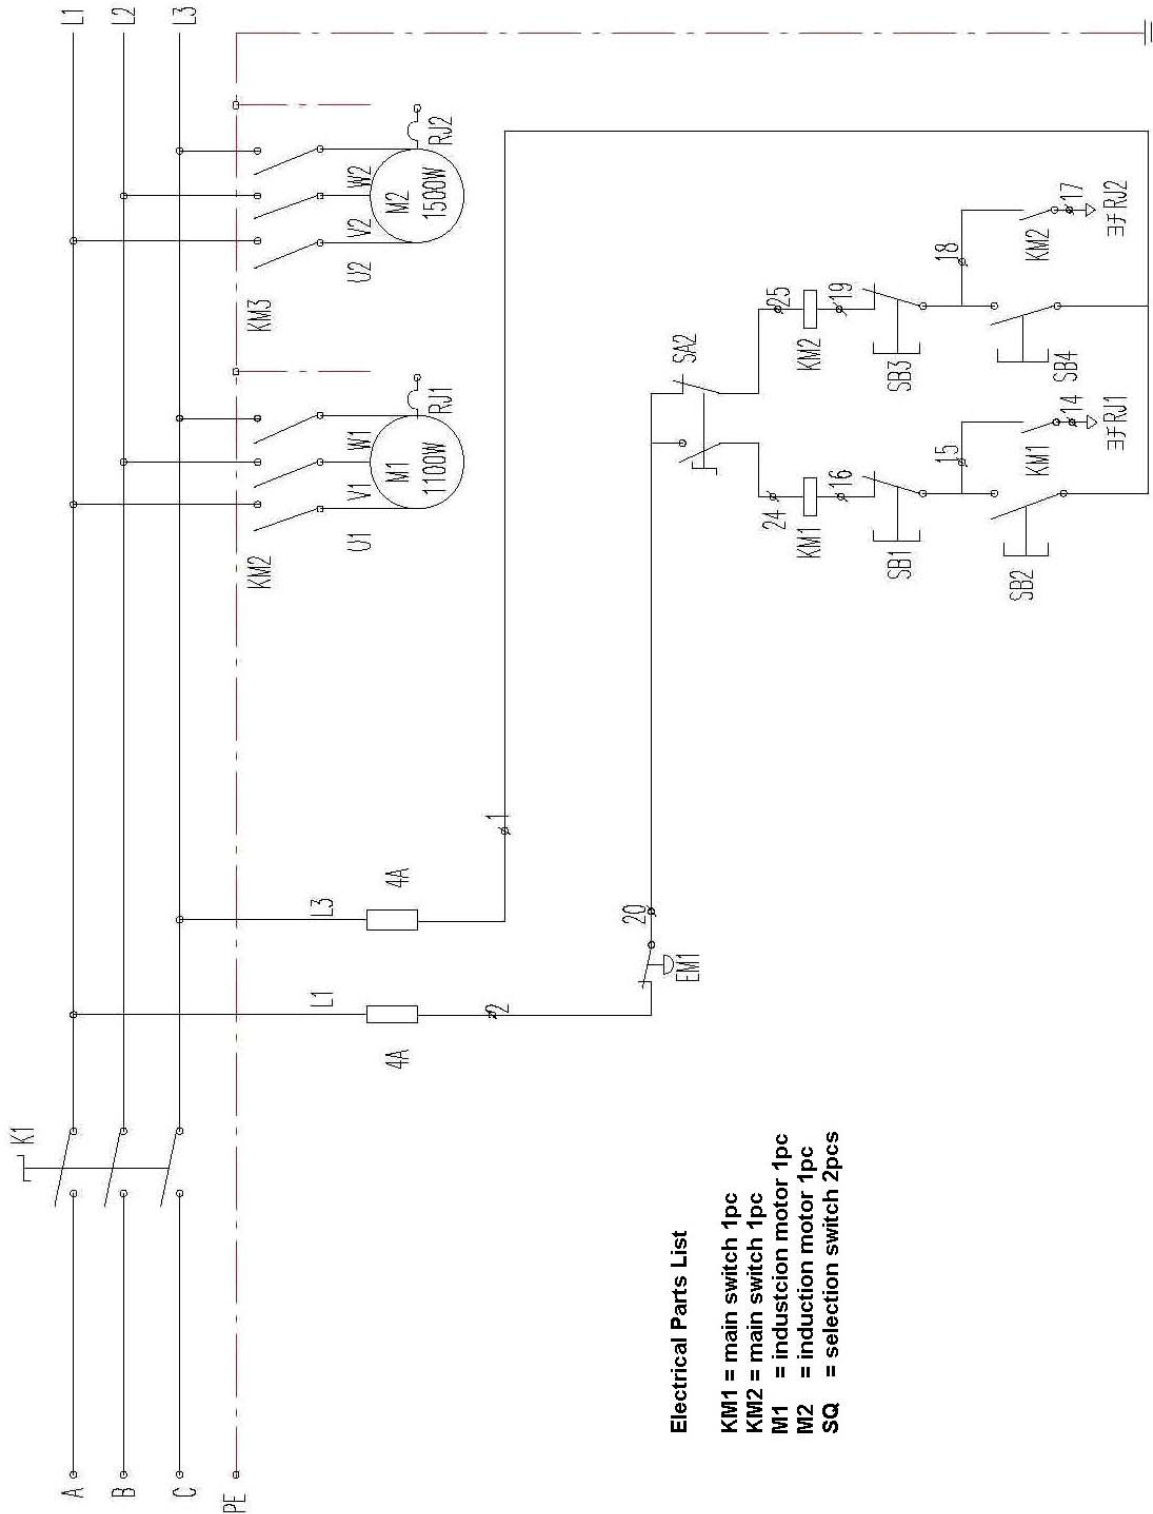 K1
A L1
B L2
C L3
PE
KM2 KM3
L1 L3
U1 V1 W1 U2 V2 W2
4A 4A M1 M2
1100W RJ1 1500W RJ2
2 1
20
EM1 SA2
24 25
KM1 KM2
16 19
SB1 SB3
15 18
SB2 KM1 SB4 KM2
14 17
RJ1 RJ2
Electrical Parts List
KM1 = main switch 1pc
KM2 = main switch 1pc
M1 = industcion motor 1pc
M2 = induction motor 1pc
SQ = selection switch 2pcs